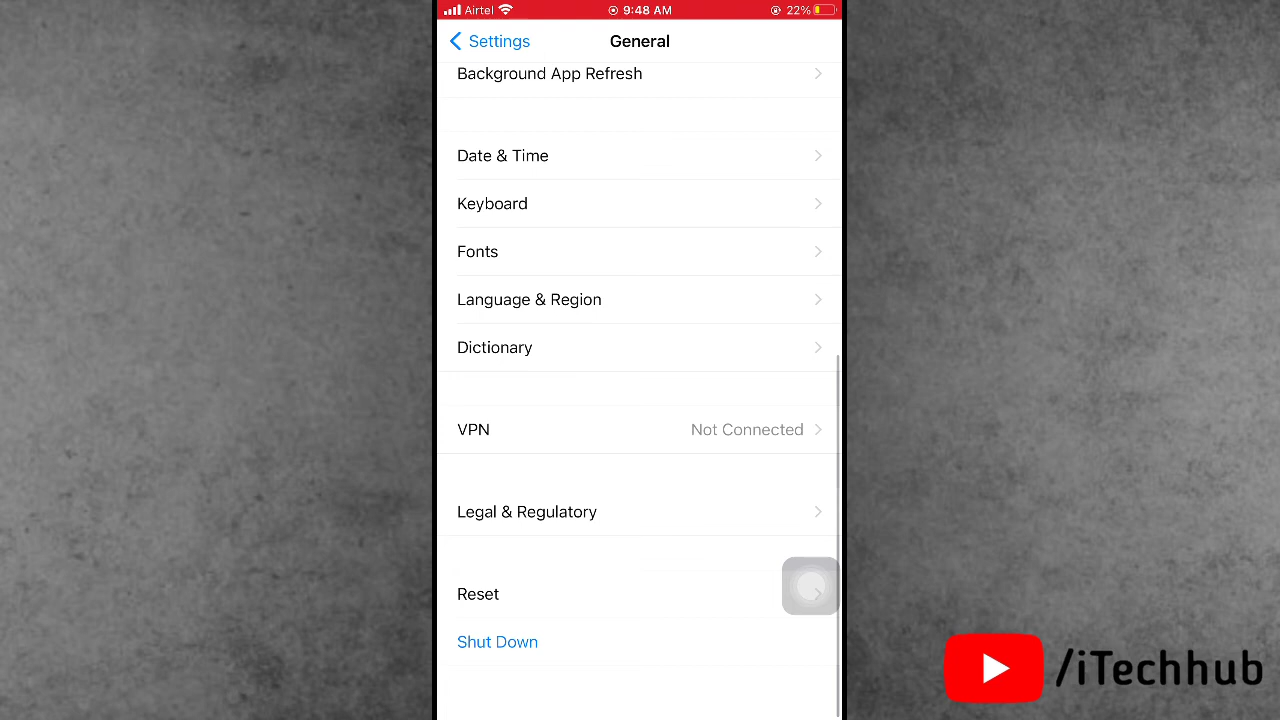 Airtel 9:48 AM 22%
Settings General
Background App Refresh
Date & Time
Keyboard
Fonts
Language & Region
Dictionary
VPN Not Connected
Legal & Regulatory
Reset
Shut Down
/iTechhub